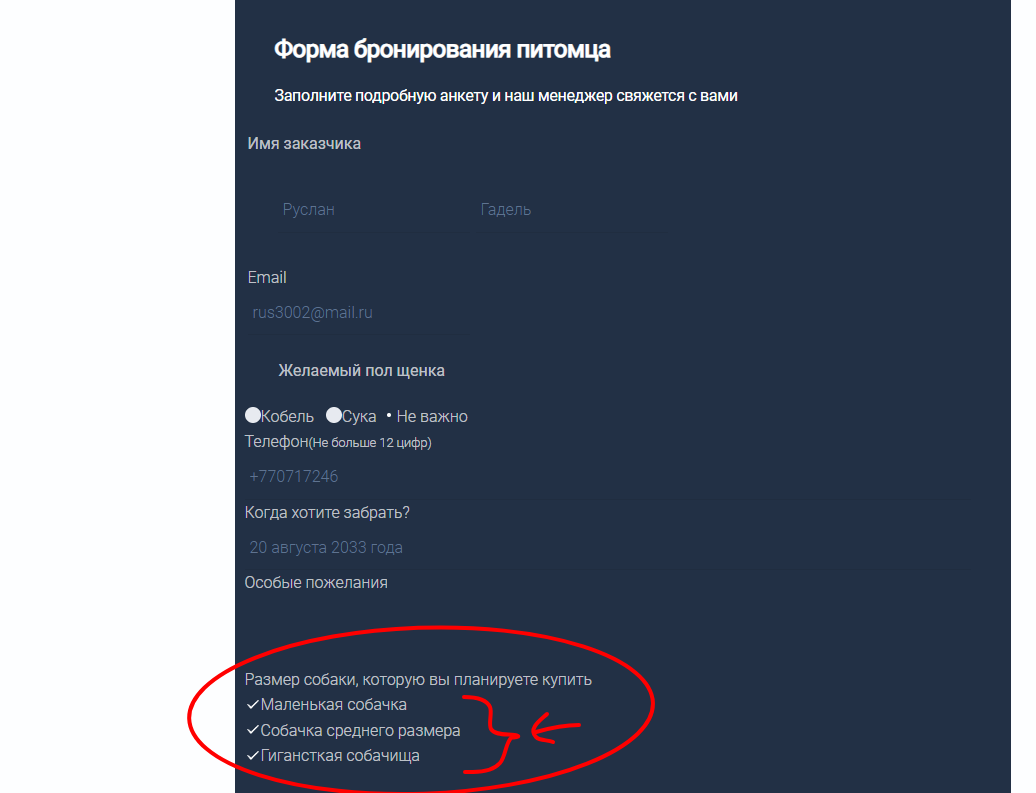 Форма бронирования питомца
Заполните подробную анкету и наш менеджер свяжется с вами
Имя заказчика
Руслан Гадель
Email
rus3002@mail.ru
Желаемый пол щенка
Кобель Сука Не важно
Телефон(Не больше 12 цифр)
+770717246
Когда хотите забрать?
20 августа 2033 года
Особые пожелания
Размер собаки, которую вы планируете купить
Маленькая собачка
Собачка среднего размера
Гигансткая собачища